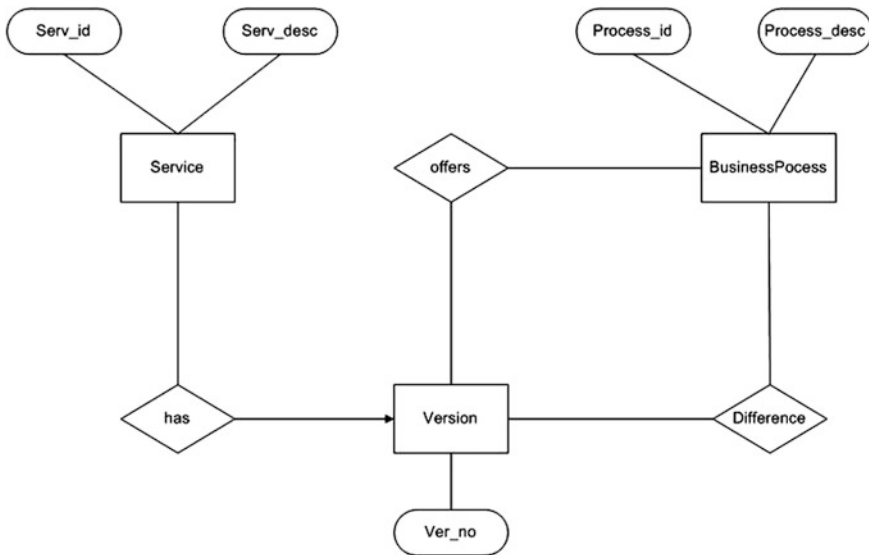 Serv_id
Serv_desc
Process_id
Process_desc
Service
offers
BusinessPocess
has
Version
Difference
Ver_no